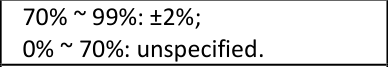 70% ~ 99%: ±2%;
0% ~ 70%: unspecified.